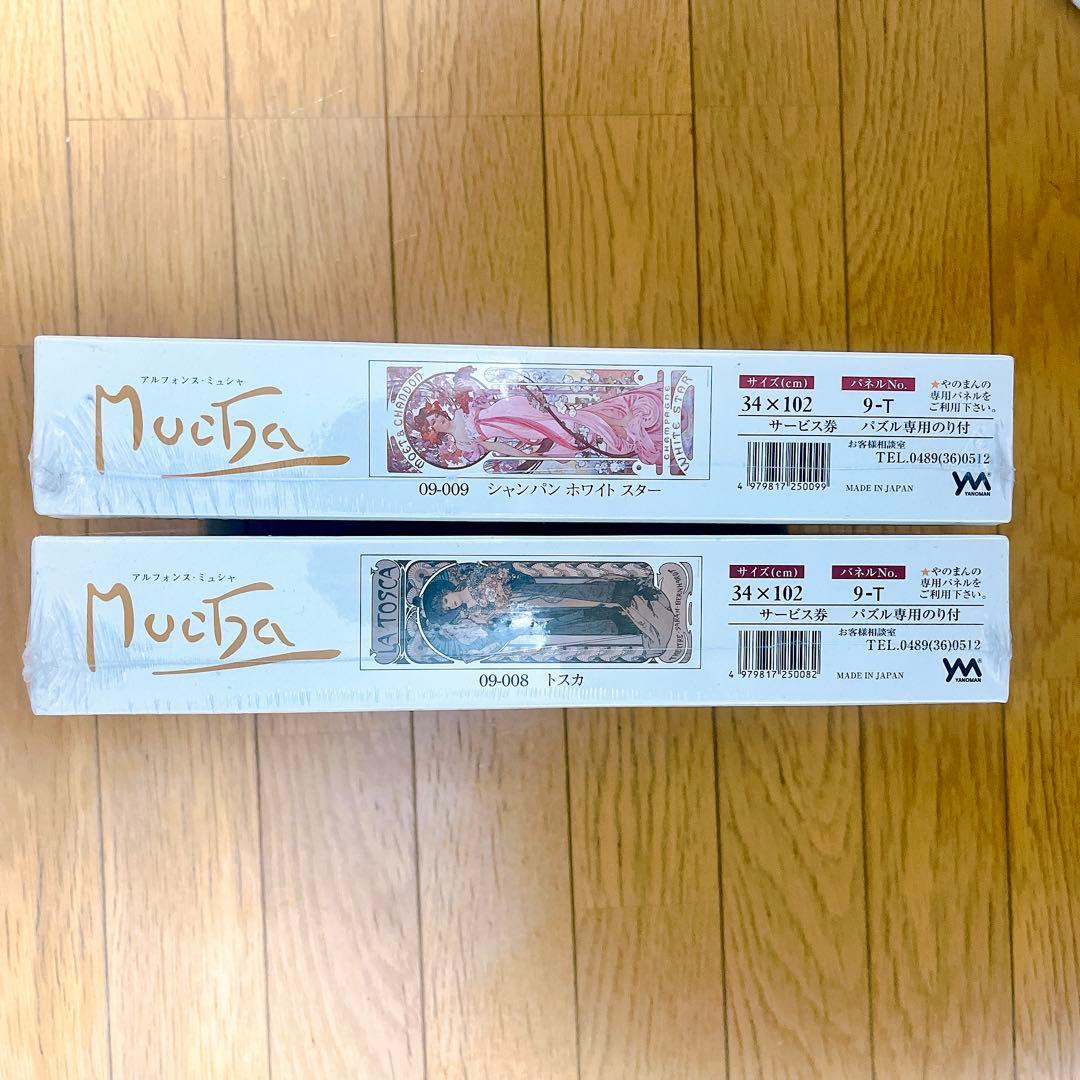 アルフォンス・ミュシャ
Mucha
MOËT & CHANDON
CHAMPAGNE
WHITE STAR
09-009 シャンパン ホワイト スター
サイズ(cm) パネルNo.
34×102 9-T
サービス券 パズル専用のり付
★やのまんの
専用パネルを
ご利用下さい。
お客様相談室
TEL.0489(36)0512
4 979817 250099
MADE IN JAPAN
YM
YANOMAN
アルフォンス・ミュシャ
Mucha
LA TOSCA
SARAH BERNHARDT
09-008 トスカ
サイズ(cm) パネルNo.
34×102 9-T
サービス券 パズル専用のり付
★やのまんの
専用パネルを
ご利用下さい。
お客様相談室
TEL.0489(36)0512
4 979817 250082
MADE IN JAPAN
YM
YANOMAN